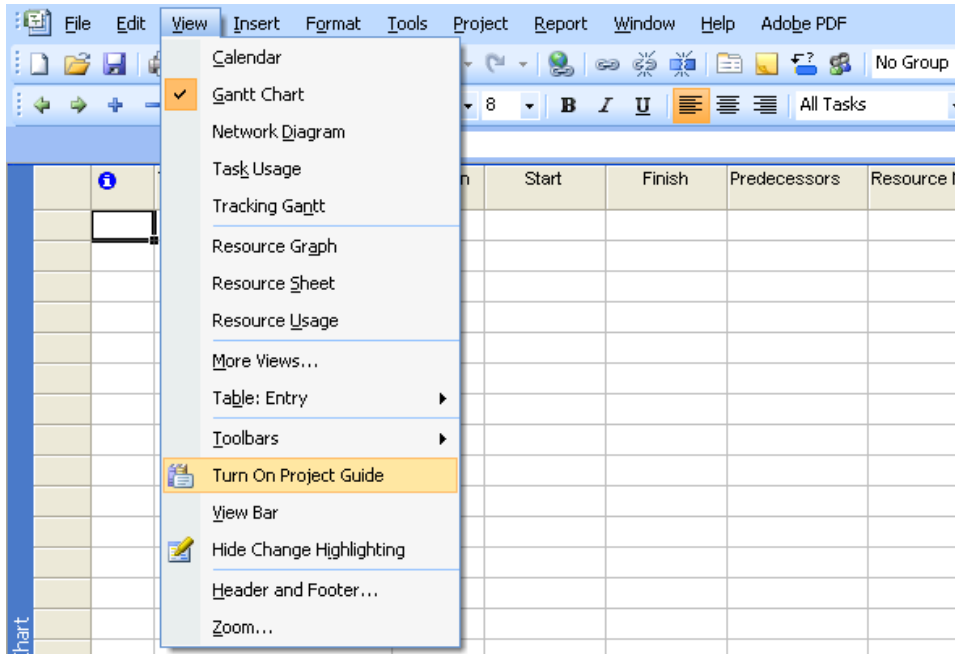 File Edit View Insert Format Tools Project Report Window Help Adobe PDF
No Group
8 B I U All Tasks
Start Finish Predecessors Resource
Calendar
Gantt Chart
Network Diagram
Task Usage
Tracking Gantt
Resource Graph
Resource Sheet
Resource Usage
More Views...
Table: Entry
Toolbars
Turn On Project Guide
View Bar
Hide Change Highlighting
Header and Footer...
Zoom...